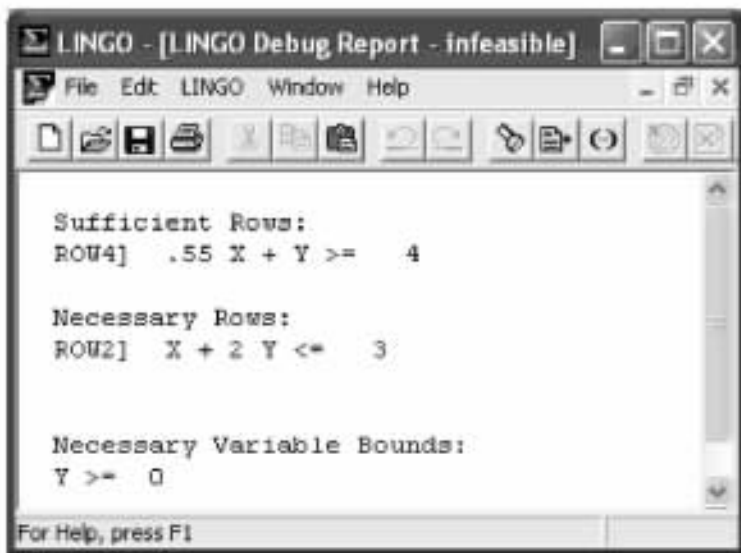 LINGO - [LINGO Debug Report - infeasible]
File Edit LINGO Window Help
Sufficient Rows:
ROW4] .55 X + Y >= 4
Necessary Rows:
ROW2] X + 2 Y <= 3
Necessary Variable Bounds:
Y >= 0
For Help, press F1